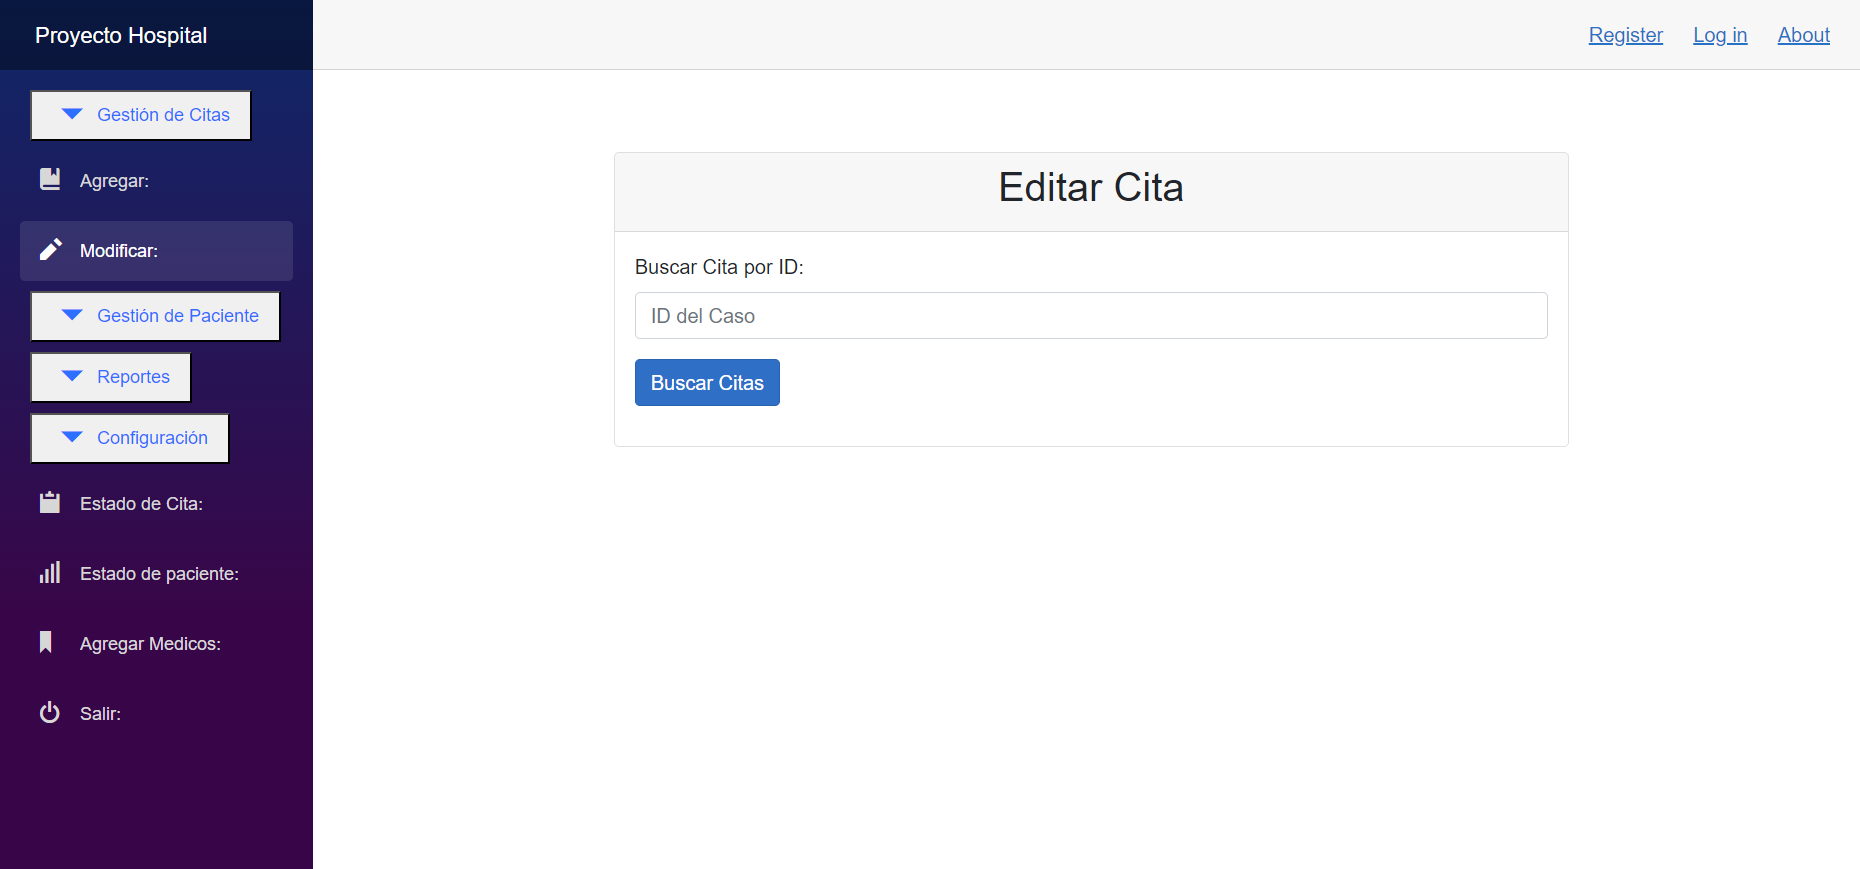 Proyecto Hospital
Register Log in About
Gestión de Citas
Agregar:
Modificar:
Gestión de Paciente
Reportes
Configuración
Estado de Cita:
Estado de paciente:
Agregar Medicos:
Salir:
Editar Cita
Buscar Cita por ID:
ID del Caso
Buscar Citas